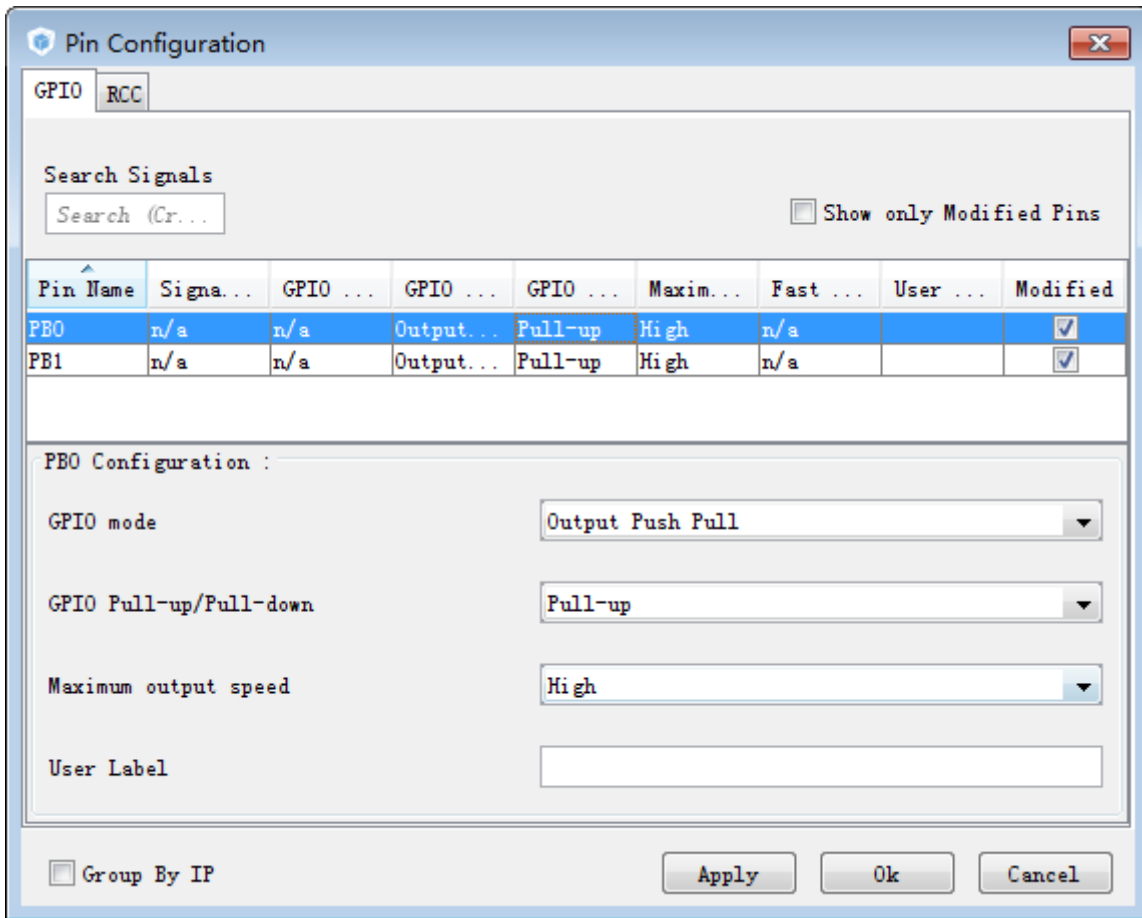 Pin Configuration
GPIO RCC
Search Signals
Search (Cr...
Show only Modified Pins
Pin Name Signa... GPIO ... GPIO ... GPIO ... Maxim... Fast ... User ... Modified
PB0 n/a n/a Output... Pull-up High n/a
PB1 n/a n/a Output... Pull-up High n/a
PB0 Configuration :
GPIO mode Output Push Pull
GPIO Pull-up/Pull-down Pull-up
Maximum output speed High
User Label
Group By IP Apply Ok Cancel